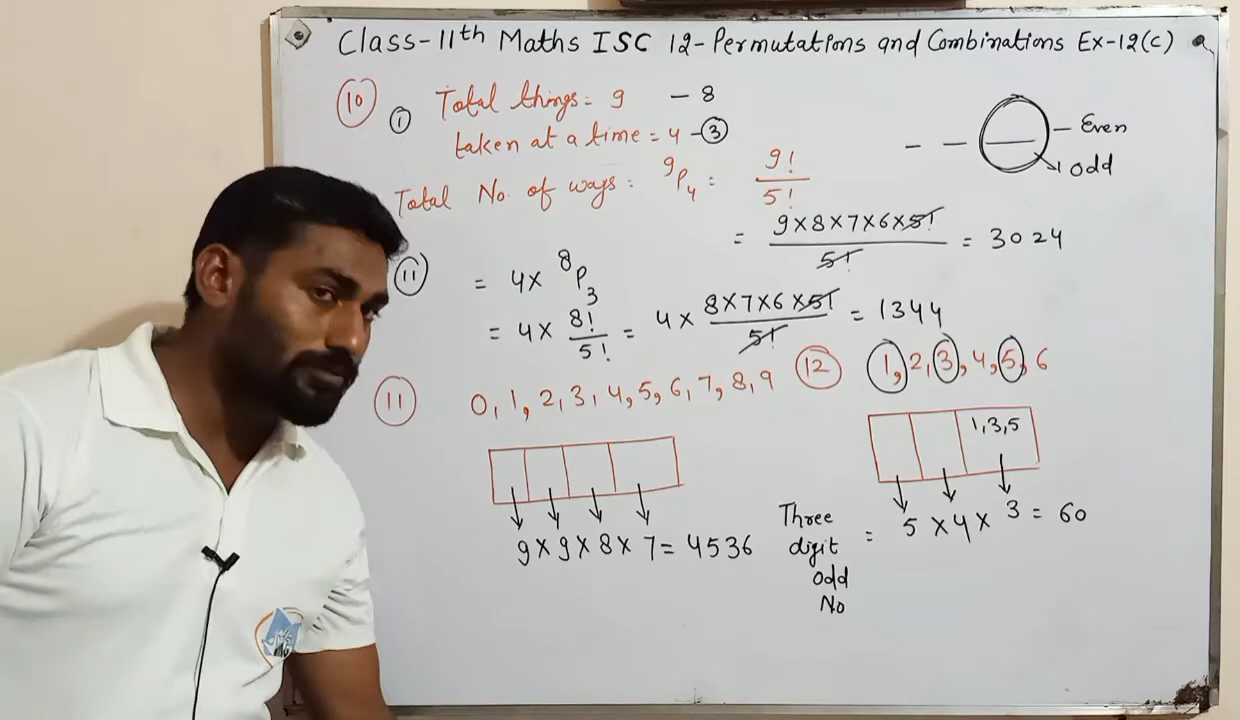 Class-11th Maths ISC 12-Permutations and Combinations Ex-12(c)
10 (i) Total things = 9 - 8
taken at a time = 4 - 3
Total No. of ways = 9P4 = 9! / 5!
= 9×8×7×6×5! / 5! = 3024
Even
Odd
(ii) = 4× 8P3
= 4× 8! / 5! = 4× 8×7×6×5! / 5! = 1344
11 0, 1, 2, 3, 4, 5, 6, 7, 8, 9
9×9×8×7= 4536
12 1, 2, 3, 4, 5, 6
1,3,5
Three digit odd No = 5×4×3= 60